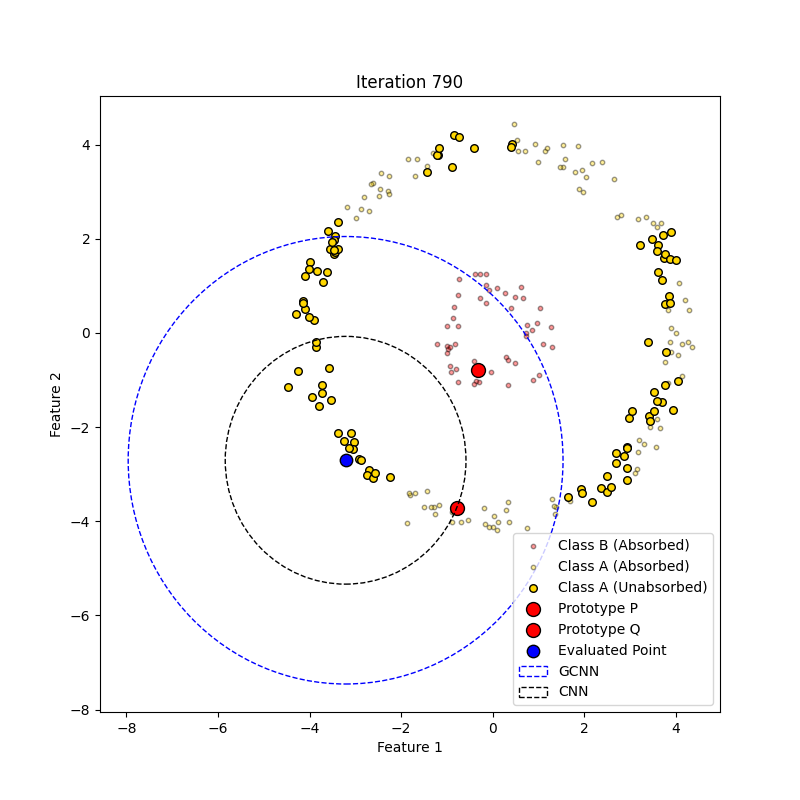 Iteration 790
4
2
0
−2
−4
−6
−8
Feature 2
Class B (Absorbed)
Class A (Absorbed)
Class A (Unabsorbed)
Prototype P
Prototype Q
Evaluated Point
GCNN
CNN
−8 −6 −4 −2 0 2 4
Feature 1